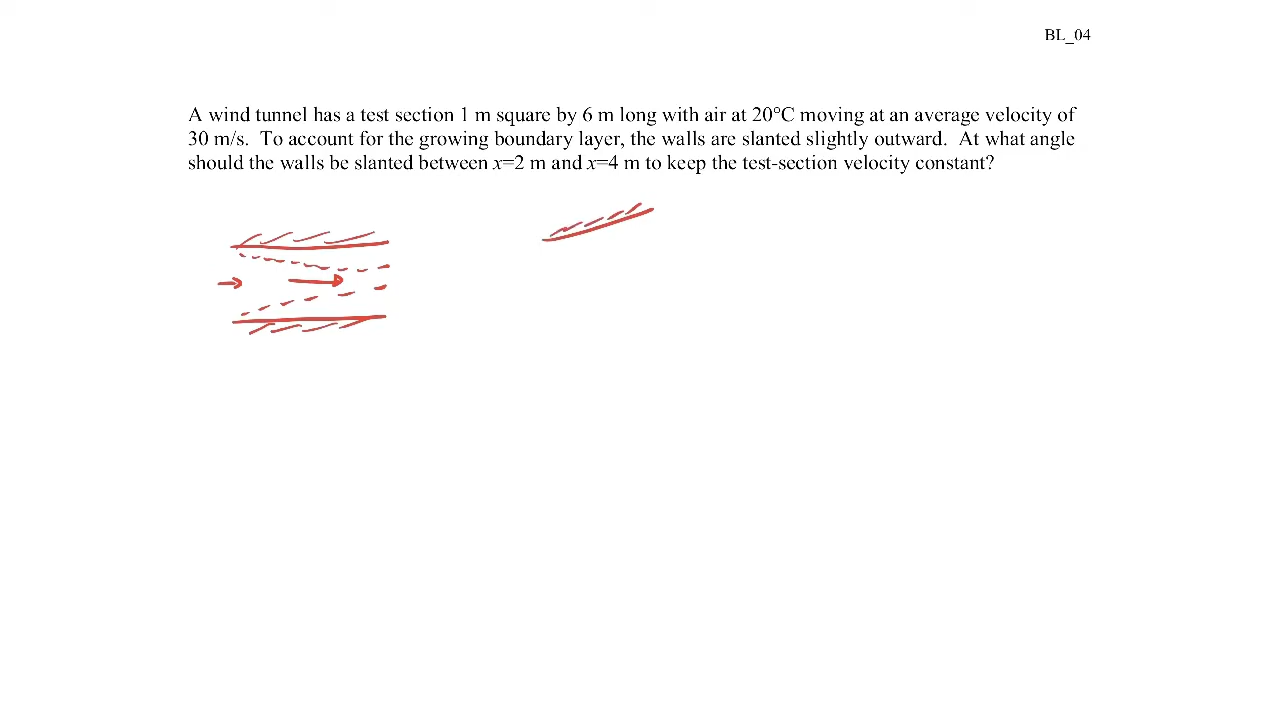 BL_04
A wind tunnel has a test section 1 m square by 6 m long with air at 20°C moving at an average velocity of
30 m/s.  To account for the growing boundary layer, the walls are slanted slightly outward.  At what angle
should the walls be slanted between x=2 m and x=4 m to keep the test-section velocity constant?